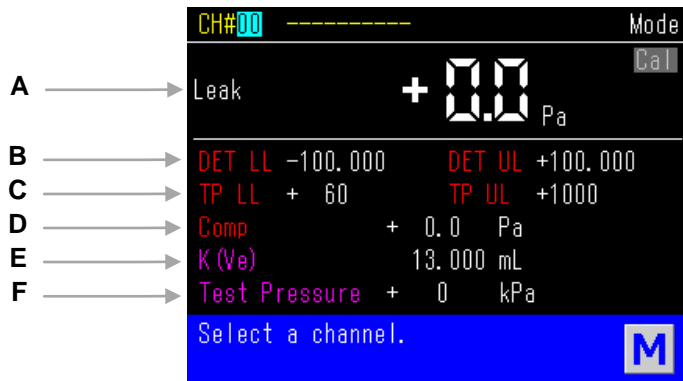 CH#00 ---------- Mode
Cal
A Leak + 0.0 Pa
B DET LL -100.000 DET UL +100.000
C TP LL + 60 TP UL +1000
D Comp + 0.0 Pa
E K(Ve) 13.000 mL
F Test Pressure + 0 kPa
Select a channel. M